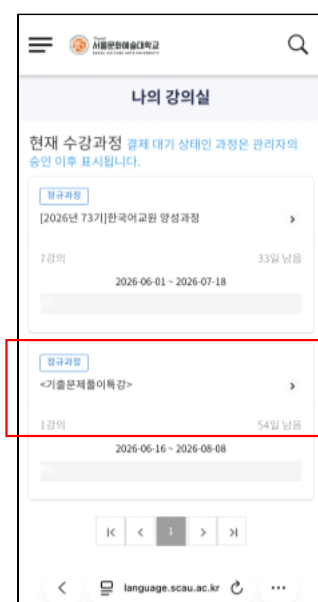 서울문화예술대학교
나의 강의실
현재 수강과정 결제 대기 상태인 과정은 관리자의
승인 이후 표시됩니다.
정규과정
[2026년 73기]한국어교원 양성과정
7강의 33일 남음
2026-06-01 ~ 2026-07-18
0%
정규과정
<기출문제풀이특강>
1강의 54일 남음
2026-06-16 ~ 2026-08-08
1
language.scau.ac.kr